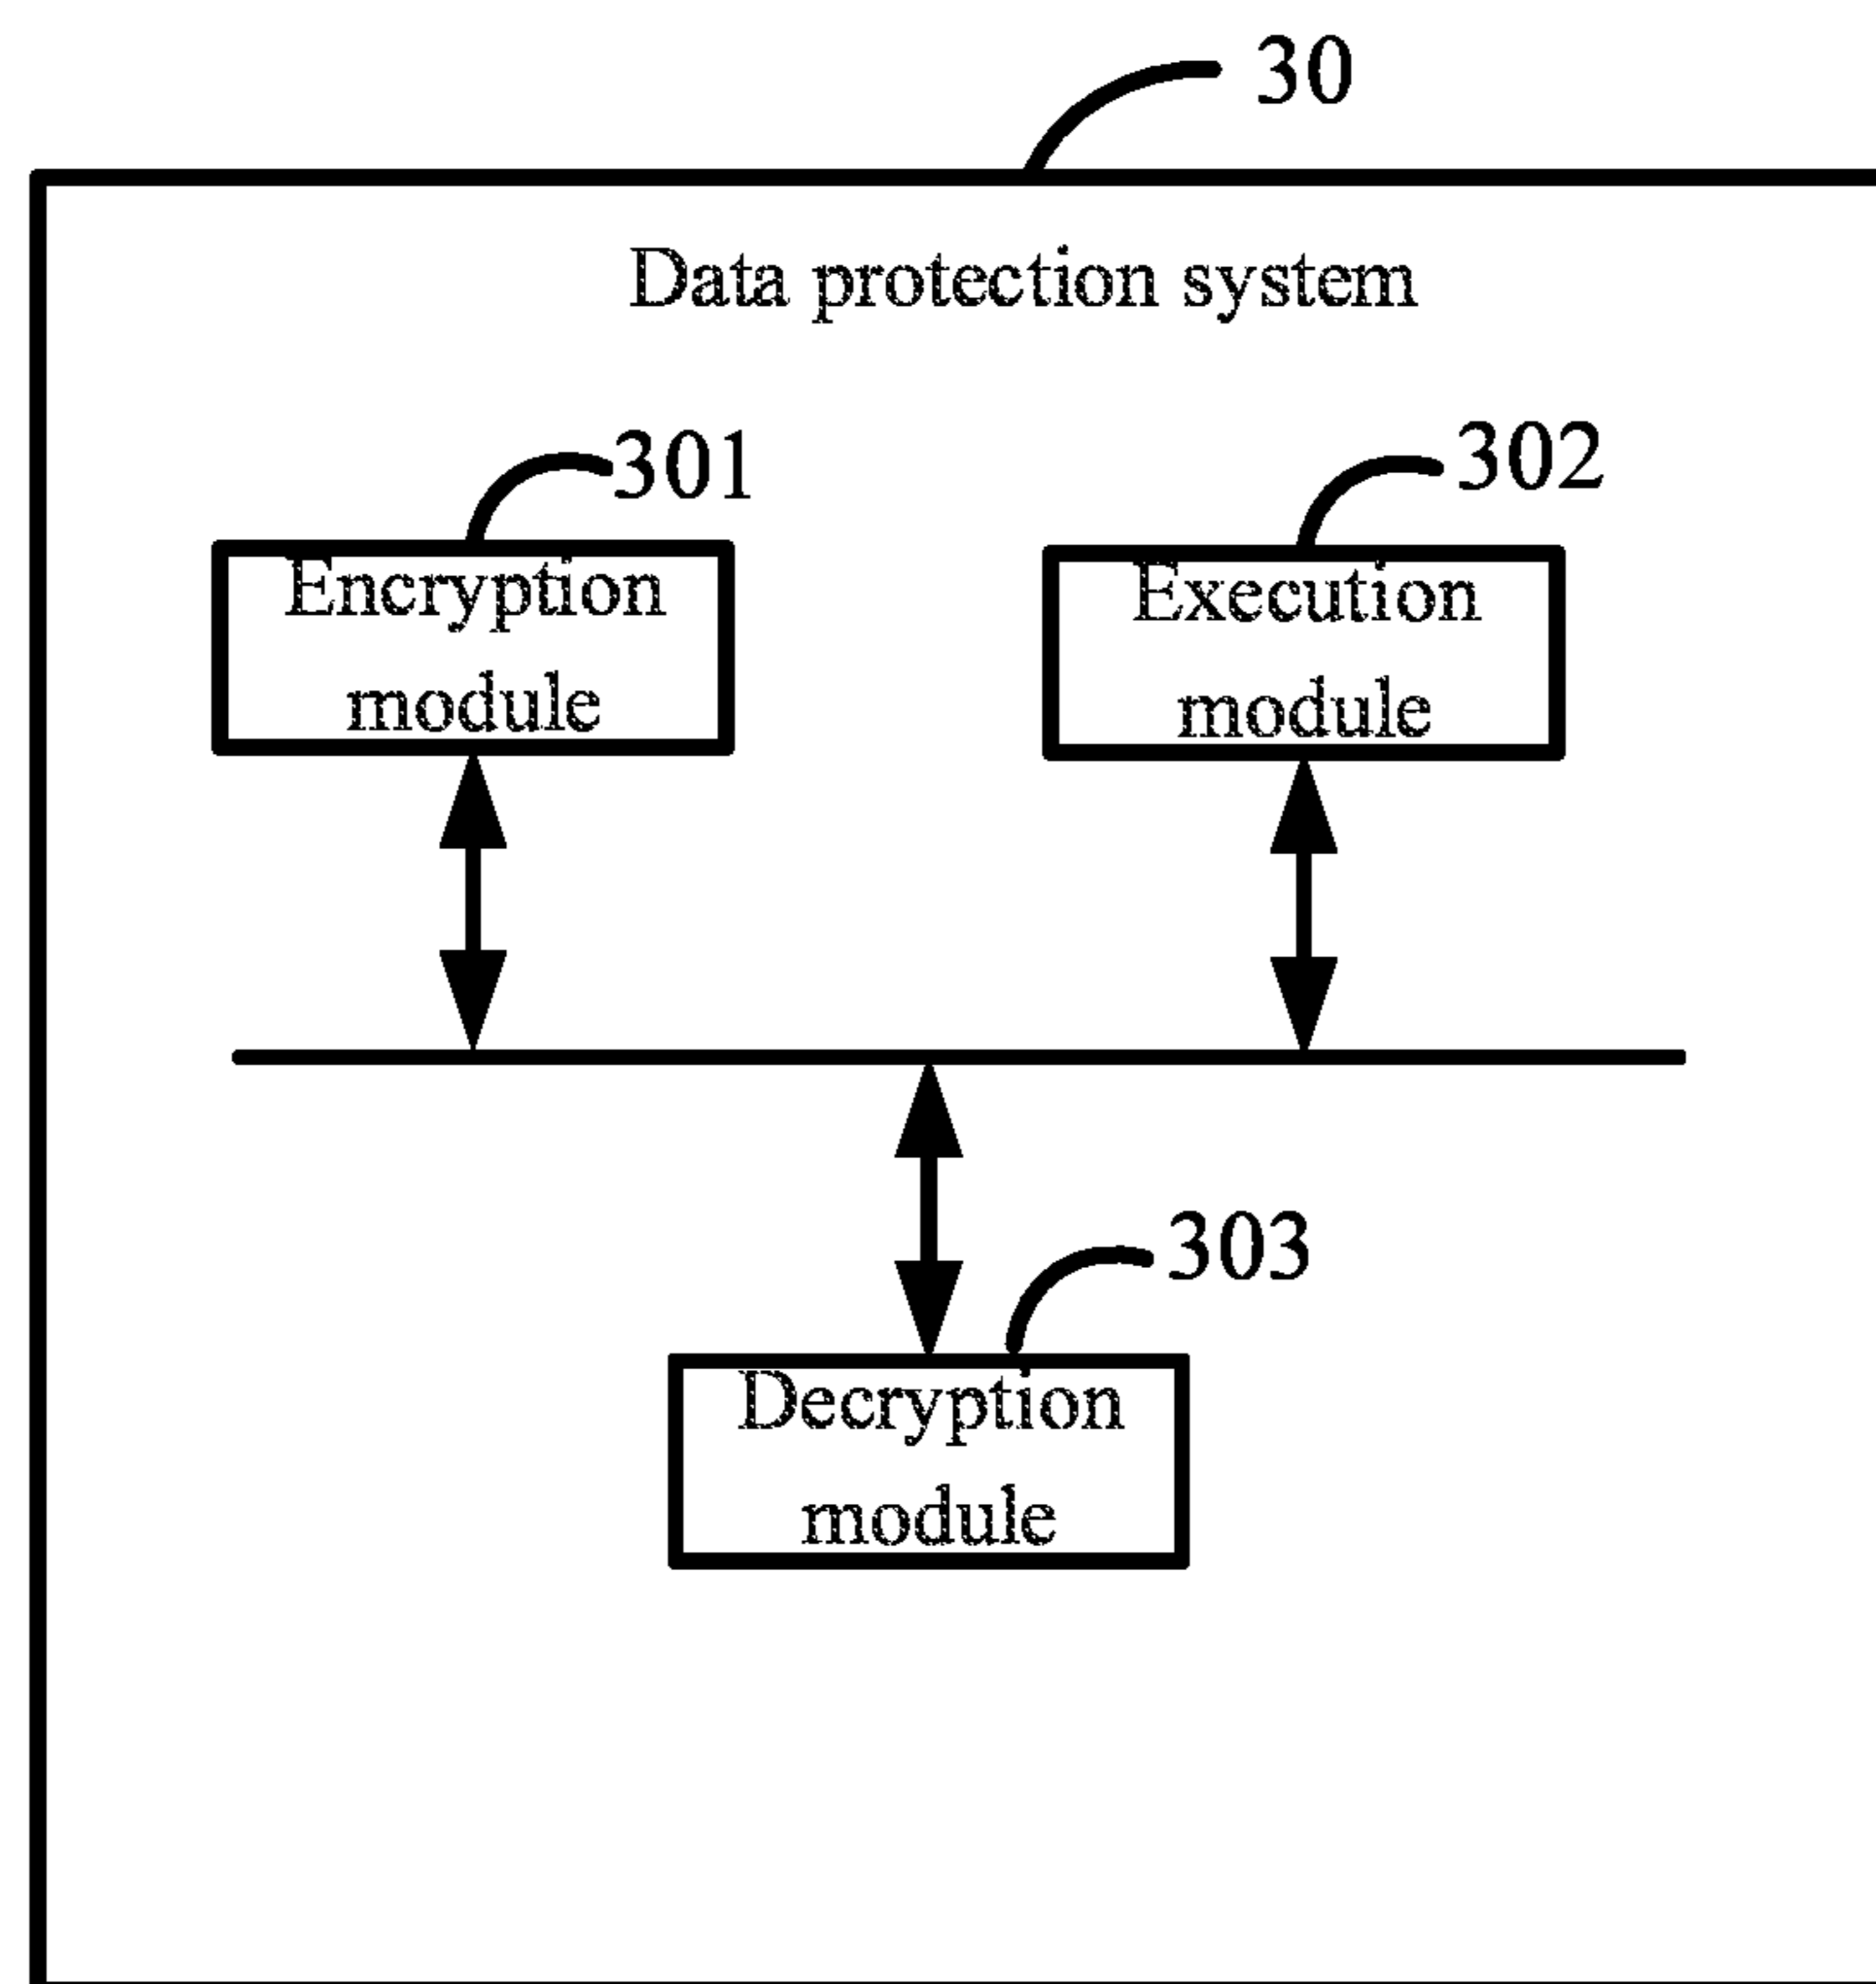 30
Data protection system
301
302
Encryption
module
Execution
module
303
Decryption
module